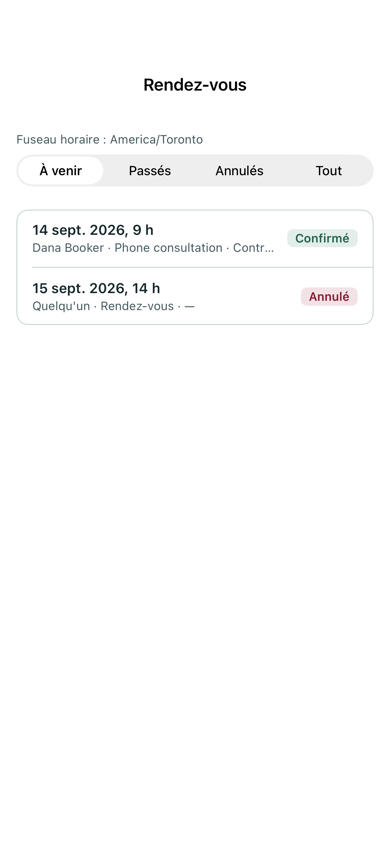 Rendez-vous
Fuseau horaire : America/Toronto
À venir Passés Annulés Tout
14 sept. 2026, 9 h
Dana Booker · Phone consultation · Contr...
Confirmé
15 sept. 2026, 14 h
Quelqu'un · Rendez-vous · —
Annulé